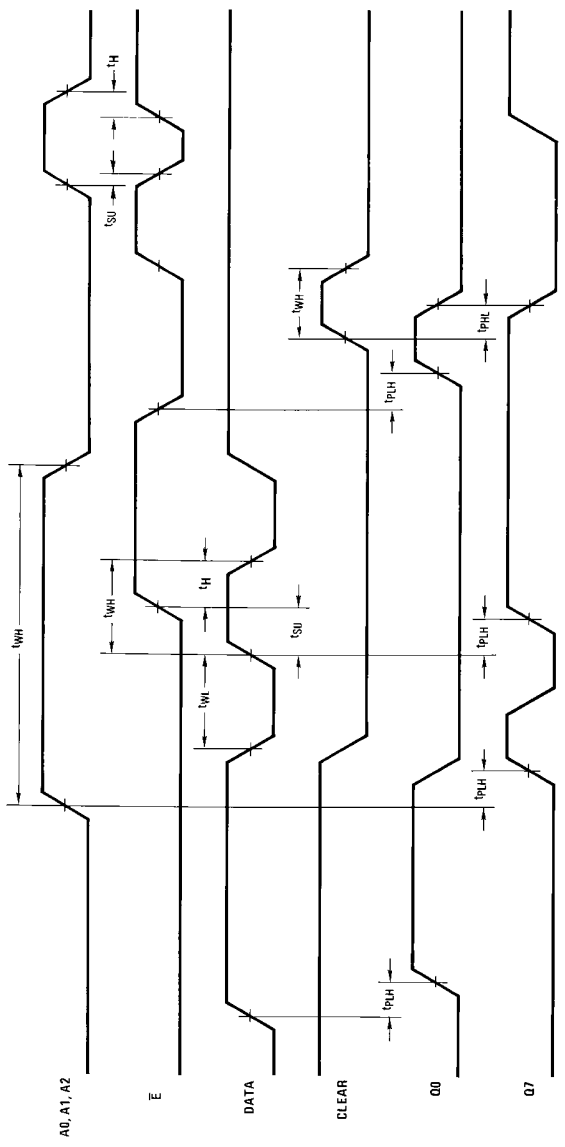 A0, A1, A2
tWH
tSU
tH
E̅
tWH
tH
DATA
tWL
tSU
CLEAR
tWH
Q0
tPLH
tPLH
Q7
tPLH
tPLH
tPHL